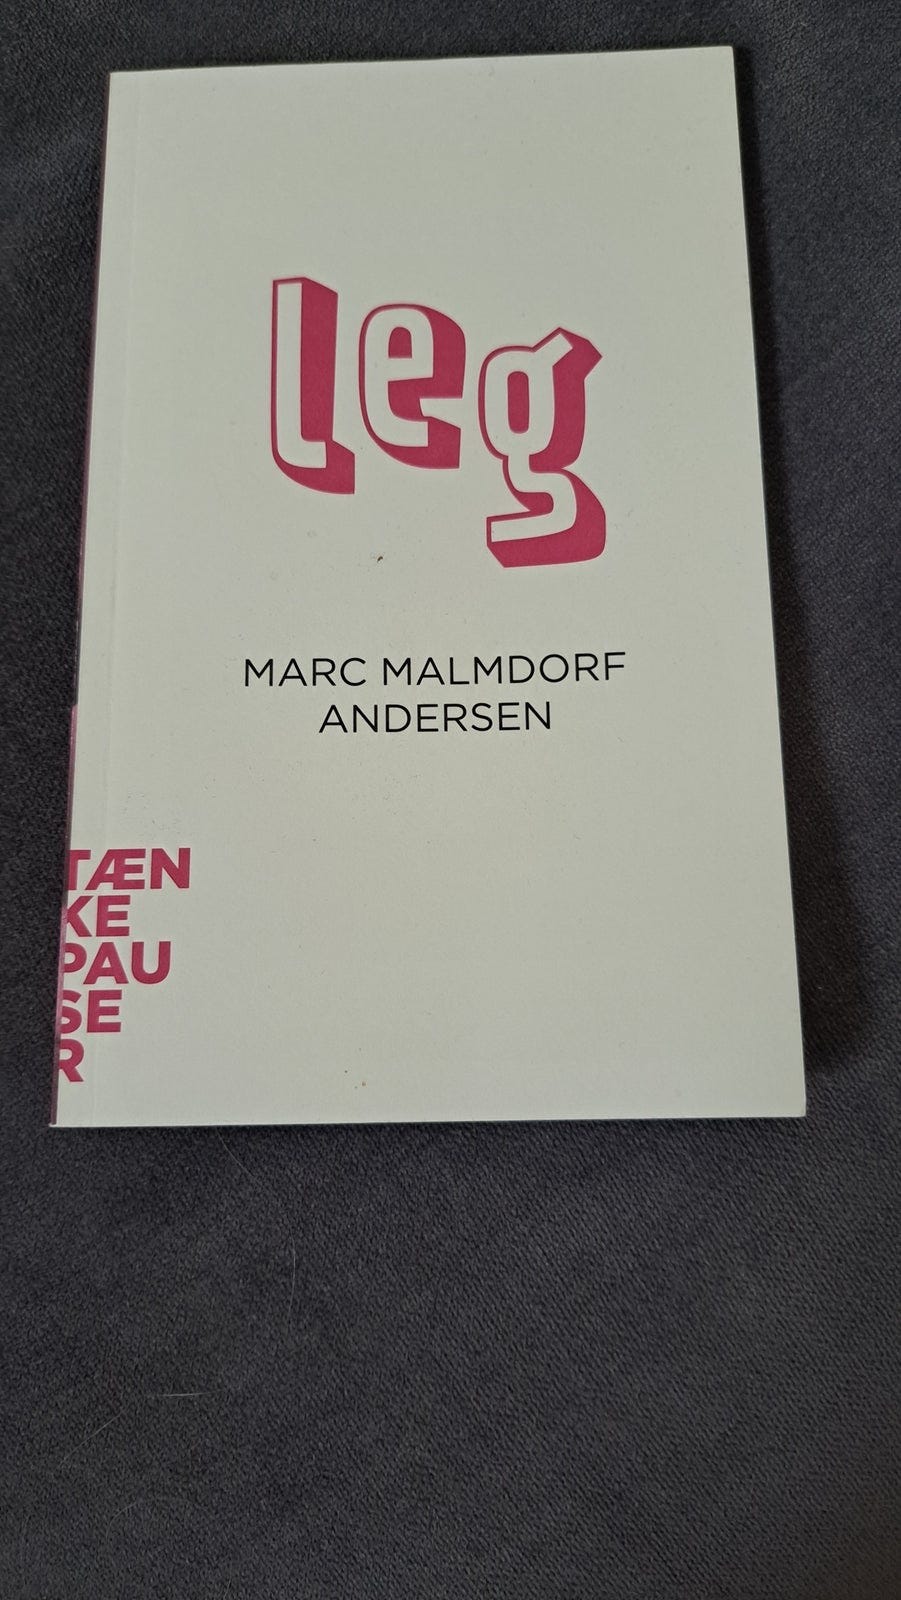 leg
MARC MALMDORF
ANDERSEN
TÆN
KE
PAU
SE
R